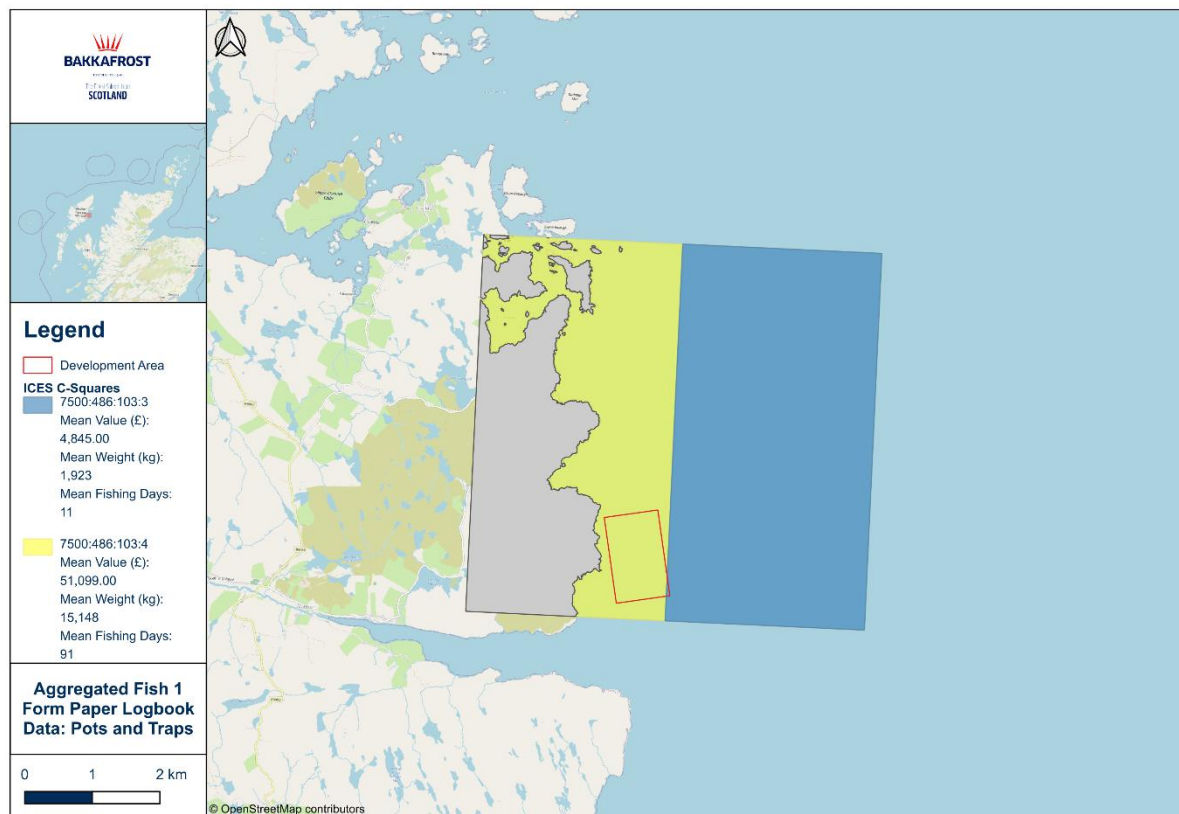 BAKKAFROST
SCOTLAND
Legend
Development Area
ICES C-Squares
7500:486:103:3
Mean Value (£):
4,845.00
Mean Weight (kg):
1,923
Mean Fishing Days:
11
7500:486:103:4
Mean Value (£):
51,099.00
Mean Weight (kg):
15,148
Mean Fishing Days:
91
Aggregated Fish 1
Form Paper Logbook
Data: Pots and Traps
0 1 2 km
© OpenStreetMap contributors